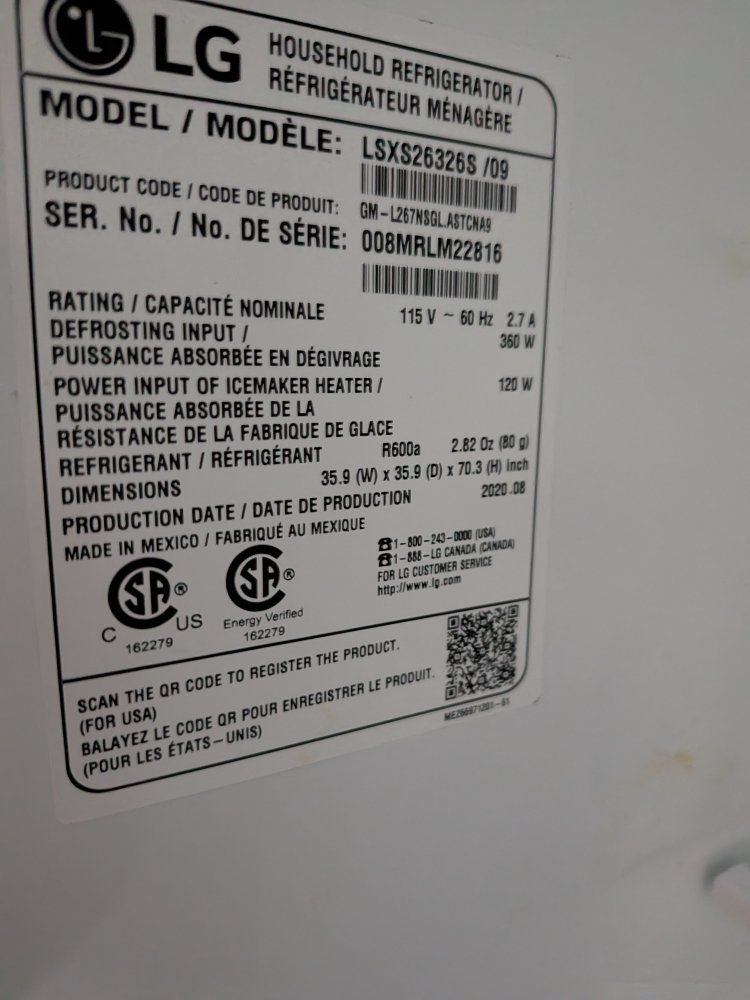 LG
HOUSEHOLD REFRIGERATOR /
RÉFRIGÉRATEUR MÉNAGÉRE
MODEL / MODÈLE: LSXS26326S /09
PRODUCT CODE / CODE DE PRODUIT: GM-L267NSGL.ASTCNA9
SER. No. / No. DE SÉRIE: 008MRLM22816
RATING / CAPACITÉ NOMINALE 115 V ~ 60 Hz 2.7 A
DEFROSTING INPUT / 360 W
PUISSANCE ABSORBÉE EN DÉGIVRAGE
POWER INPUT OF ICEMAKER HEATER / 120 W
PUISSANCE ABSORBÉE DE LA
RÉSISTANCE DE LA FABRIQUE DE GLACE
REFRIGERANT / RÉFRIGÉRANT R600a 2.82 Oz (80 g)
DIMENSIONS 35.9 (W) x 35.9 (D) x 70.3 (H) inch
PRODUCTION DATE / DATE DE PRODUCTION 2020.08
MADE IN MEXICO / FABRIQUÉ AU MEXIQUE
☎1-800-243-0000 (USA)
☎1-888-LG CANADA (CANADA)
FOR LG CUSTOMER SERVICE
http://www.lg.com
SA ®
C US
162279
SA ®
Energy Verified
162279
SCAN THE QR CODE TO REGISTER THE PRODUCT.
(FOR USA)
BALAYEZ LE CODE QR POUR ENREGISTRER LE PRODUIT.
(POUR LES ÉTATS-UNIS)